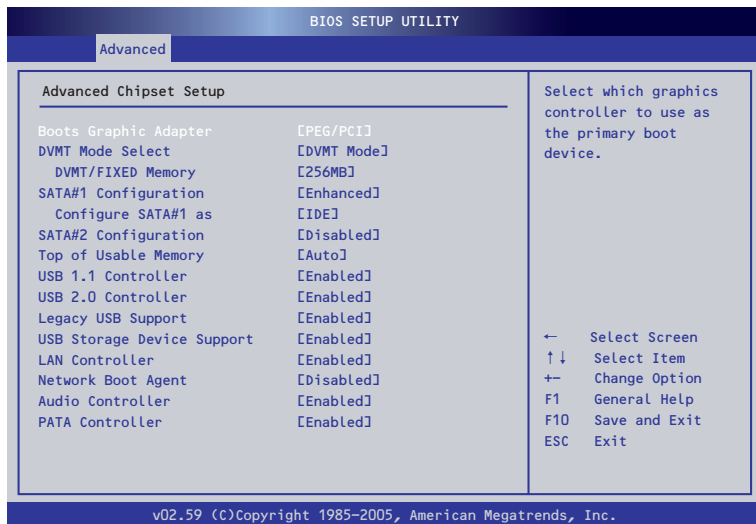 BIOS SETUP UTILITY
Advanced
Advanced Chipset Setup
Boots Graphic Adapter [PEG/PCI]
DVMT Mode Select [DVMT Mode]
DVMT/FIXED Memory [256MB]
SATA#1 Configuration [Enhanced]
Configure SATA#1 as [IDE]
SATA#2 Configuration [Disabled]
Top of Usable Memory [Auto]
USB 1.1 Controller [Enabled]
USB 2.0 Controller [Enabled]
Legacy USB Support [Enabled]
USB Storage Device Support [Enabled]
LAN Controller [Enabled]
Network Boot Agent [Disabled]
Audio Controller [Enabled]
PATA Controller [Enabled]
Select which graphics
controller to use as
the primary boot
device.
← Select Screen
↑↓ Select Item
+- Change Option
F1 General Help
F10 Save and Exit
ESC Exit
v02.59 (C)Copyright 1985-2005, American Megatrends, Inc.